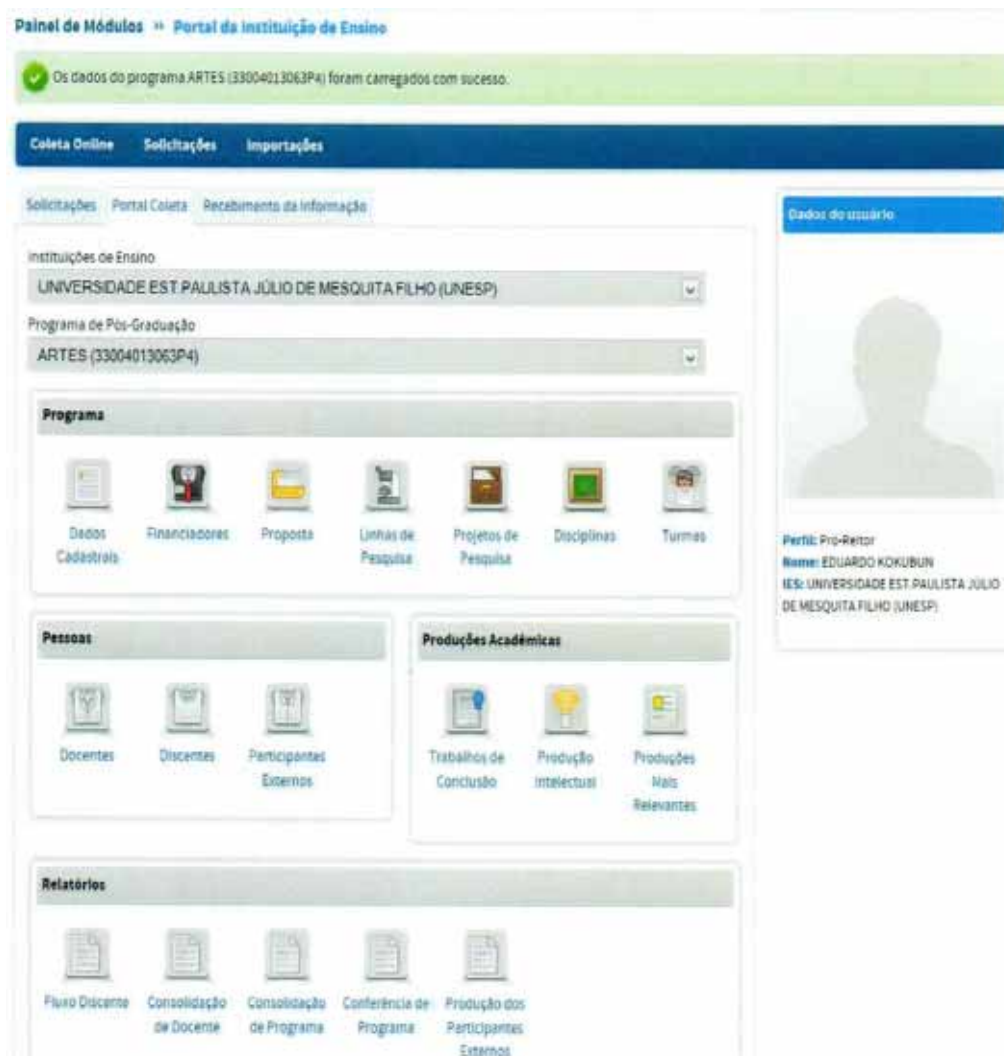 Painel de Módulos » Portal da Instituição de Ensino
Os dados do programa ARTES (33004013063P4) foram carregados com sucesso.
Coleta Online Solicitações Importações
Solicitações Portal Coleta Recebimento da Informação
Instituições de Ensino
UNIVERSIDADE EST.PAULISTA JÚLIO DE MESQUITA FILHO (UNESP)
Programa de Pós-Graduação
ARTES (33004013063P4)
Programa
Dados
Cadastrais
Financiadores
Proposta
Linhas de
Pesquisa
Projetos de
Pesquisa
Disciplinas
Turmas
Pessoas
Docentes
Discentes
Participantes
Externos
Produções Acadêmicas
Trabalhos de
Conclusão
Produção
Intelectual
Produções
Mais
Relevantes
Relatórios
Fluxo Discente
Consolidação
de Docente
Consolidação
de Programa
Conferência de
Programa
Produção dos
Participantes
Externos
Dados do usuário
Perfil: Pro-Reitor
Nome: EDUARDO KOKUBUN
IES: UNIVERSIDADE EST.PAULISTA JÚLIO
DE MESQUITA FILHO (UNESP)